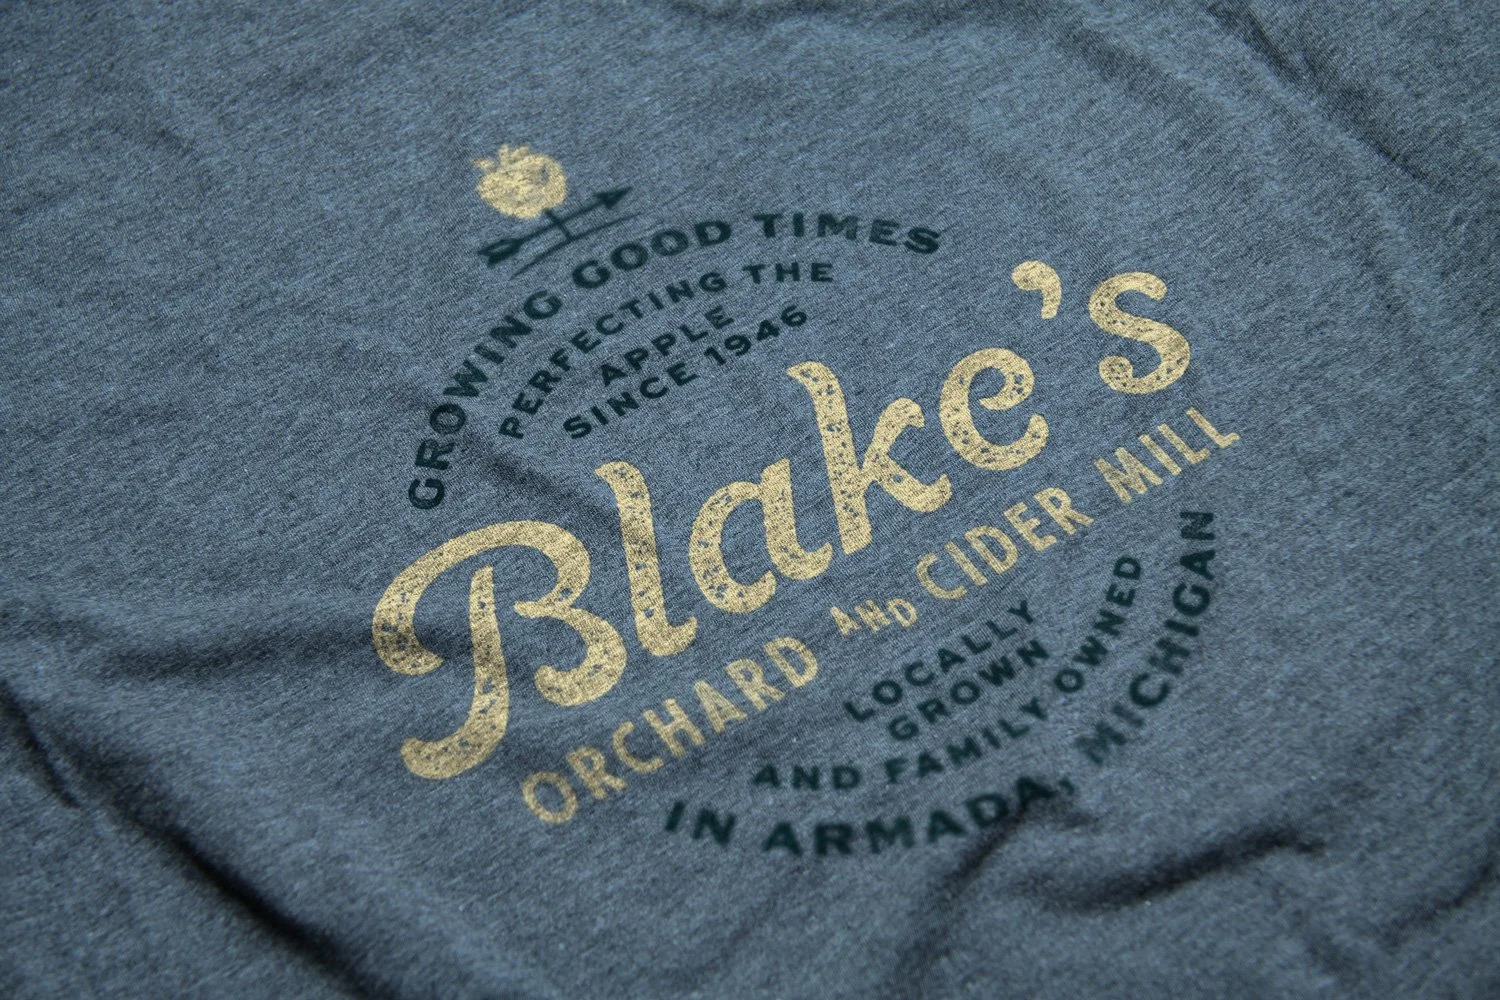 GROWING GOOD TIMES
PERFECTING THE
APPLE
SINCE 1946
Blake's
ORCHARD AND CIDER MILL
LOCALLY
GROWN
AND FAMILY OWNED
IN ARMADA, MICHIGAN